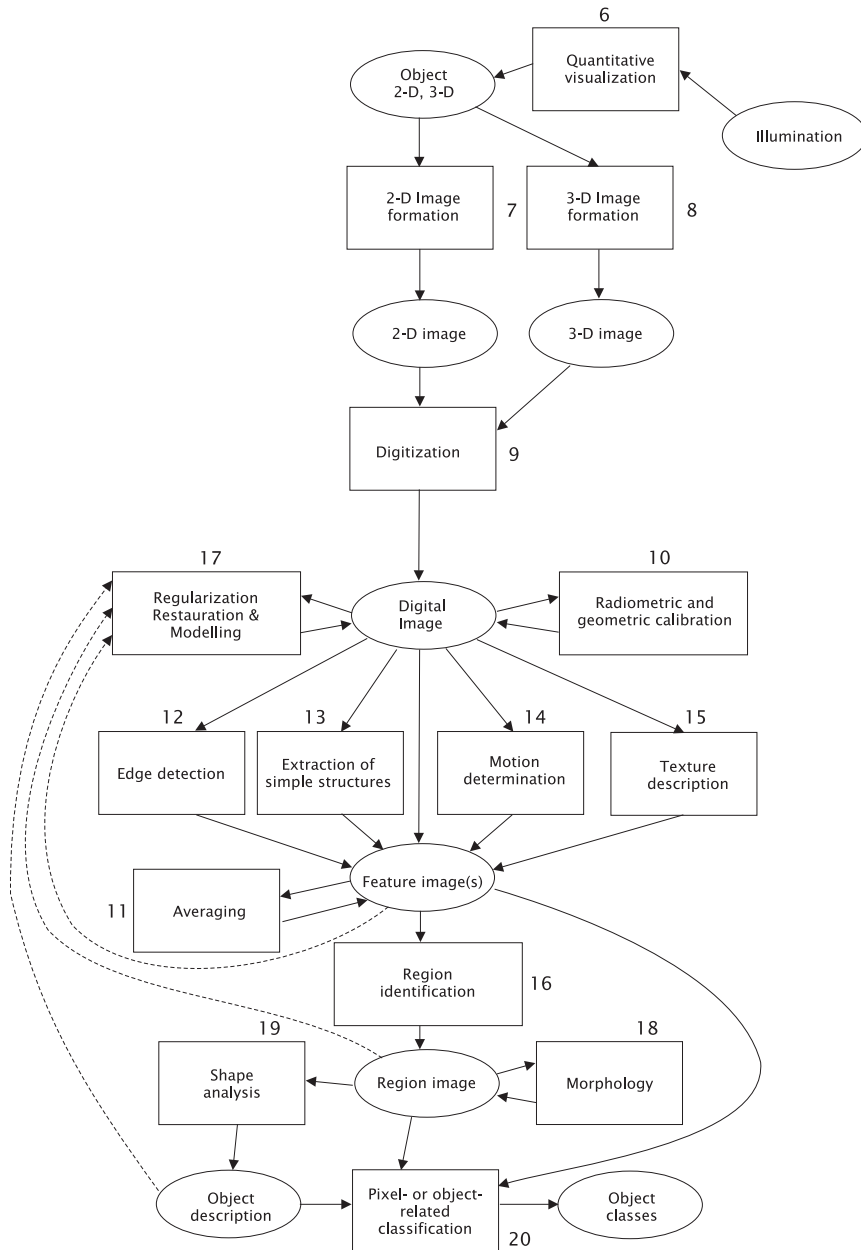 6
Quantitative
visualization
Object
2-D, 3-D
Illumination
2-D Image
formation
7
3-D Image
formation
8
2-D image
3-D image
Digitization
9
17
10
Regularization
Restauration &
Modelling
Digital
Image
Radiometric and
geometric calibration
12
13
14
15
Edge detection
Extraction of
simple structures
Motion
determination
Texture
description
Feature image(s)
11
Averaging
Region
identification
16
19
18
Shape
analysis
Region image
Morphology
Object
description
Pixel- or object-
related
classification
Object
classes
20